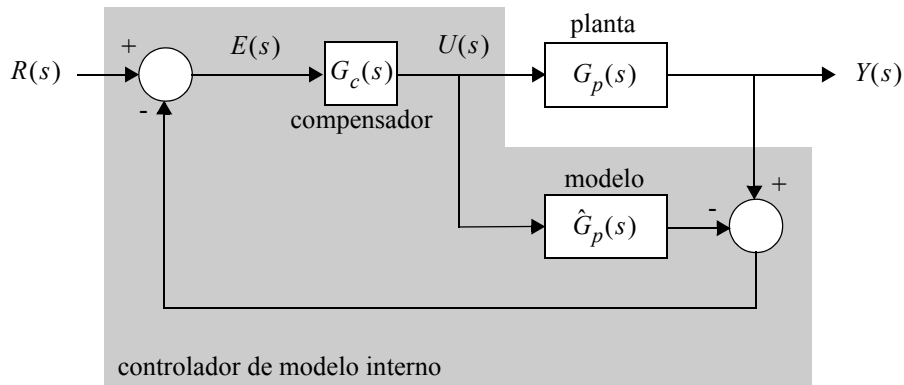 planta
+
E(s)
U(s)
R(s)
G_c(s)
G_p(s)
Y(s)
-
compensador
modelo
+
-
Ĝ_p(s)
controlador de modelo interno